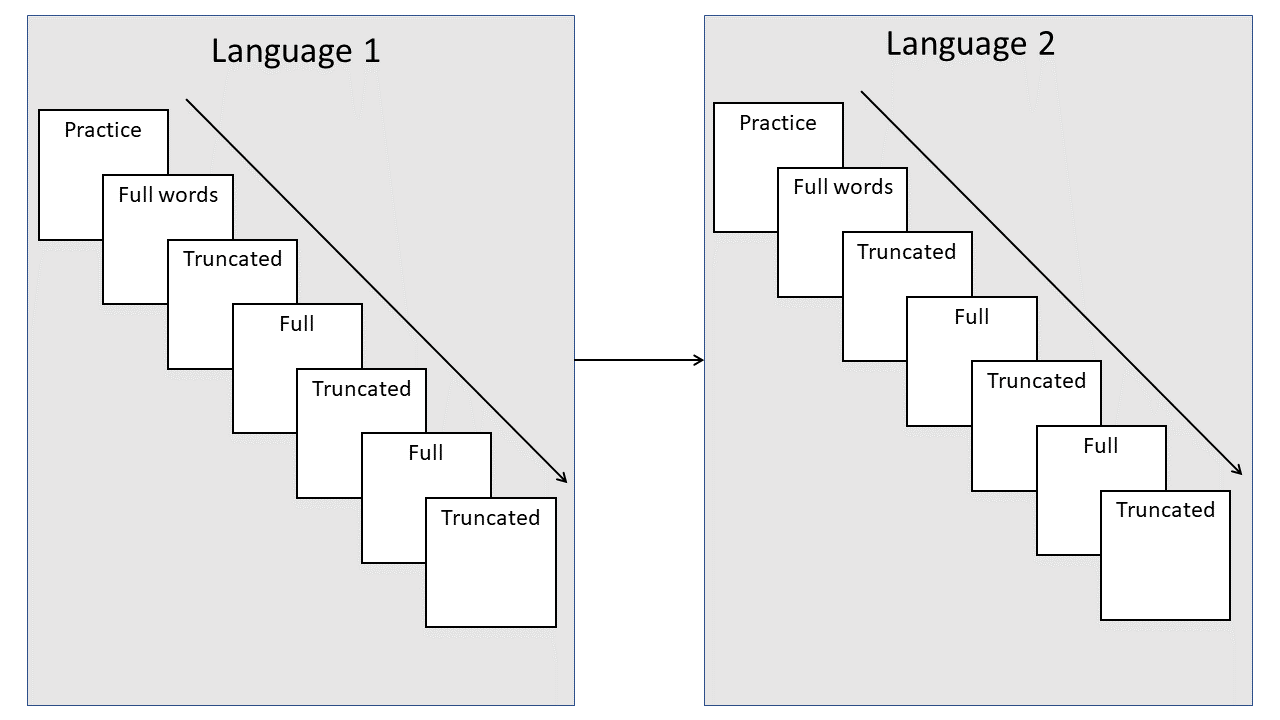 Language 1
Practice
Full words
Truncated
Full
Truncated
Full
Truncated
Language 2
Practice
Full words
Truncated
Full
Truncated
Full
Truncated